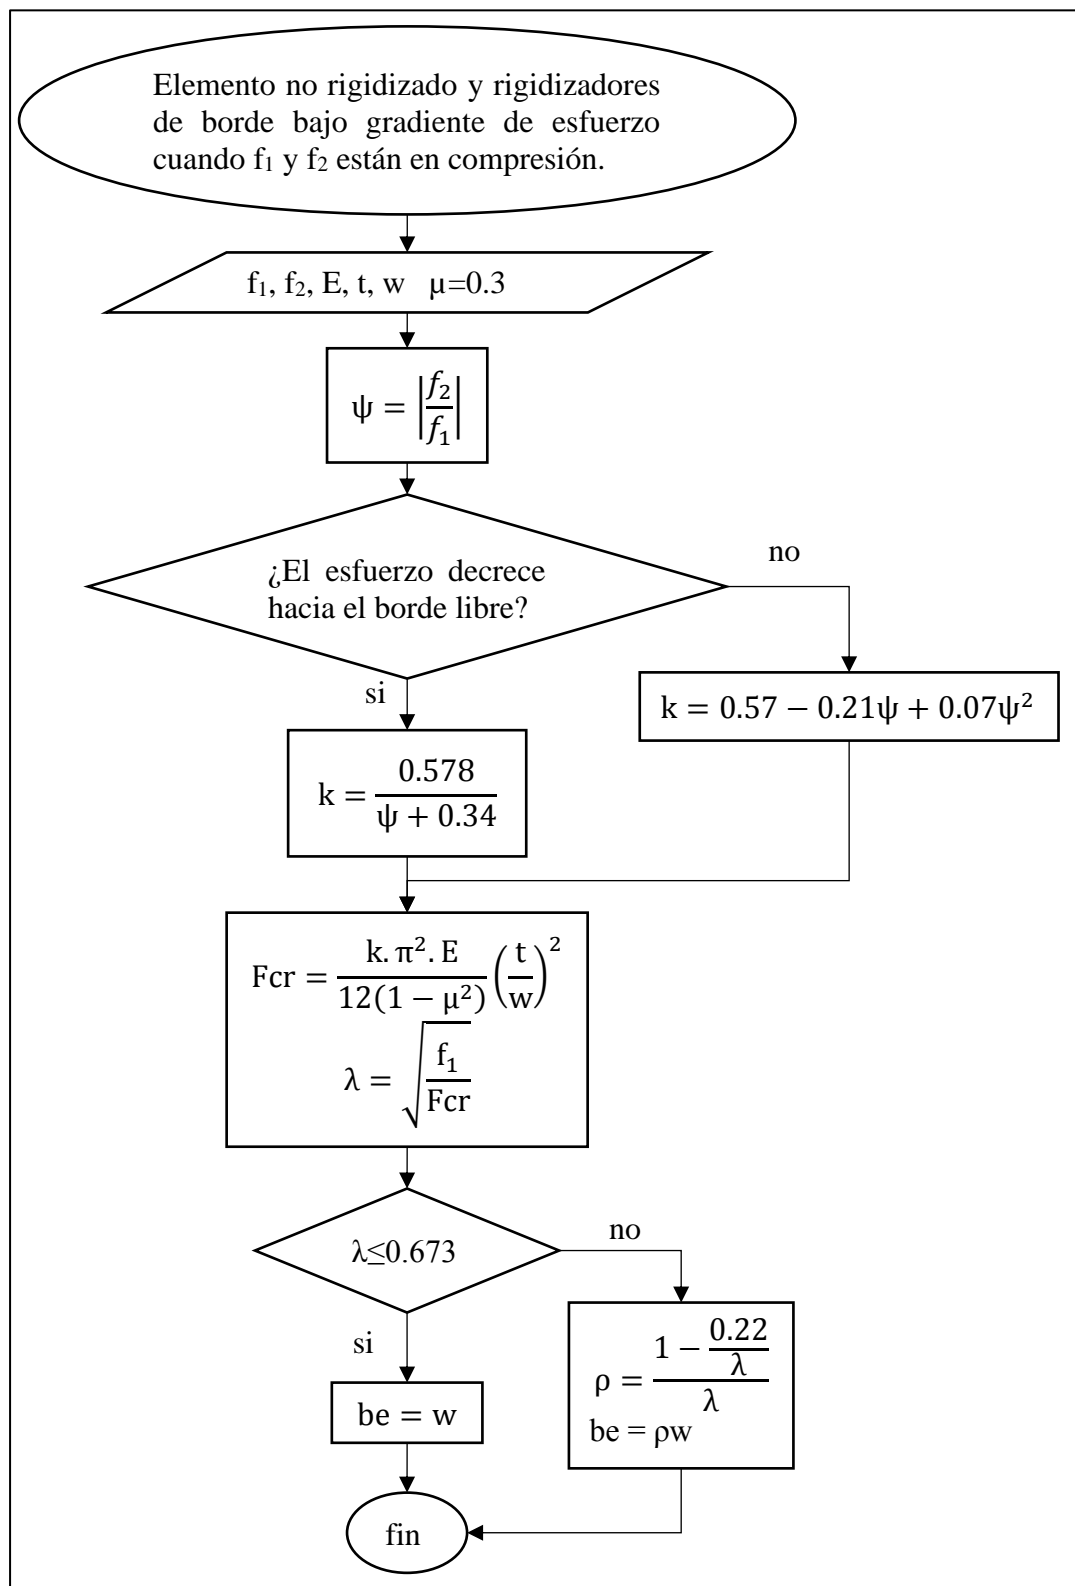 Elemento no rigidizado y rigidizadores
de borde bajo gradiente de esfuerzo
cuando f₁ y f₂ están en compresión.
f₁, f₂, E, t, w μ=0.3
ψ = |f₂/f₁|
¿El esfuerzo decrece
hacia el borde libre?
no
si
k = 0.57 − 0.21ψ + 0.07ψ²
k = 0.578/(ψ + 0.34)
Fcr = k. π². E/12(1 − μ²) (t/w)²
λ = √(f₁/Fcr)
λ≤0.673
no
si
ρ = (1 − 0.22/λ)/λ
be = ρw
be = w
fin